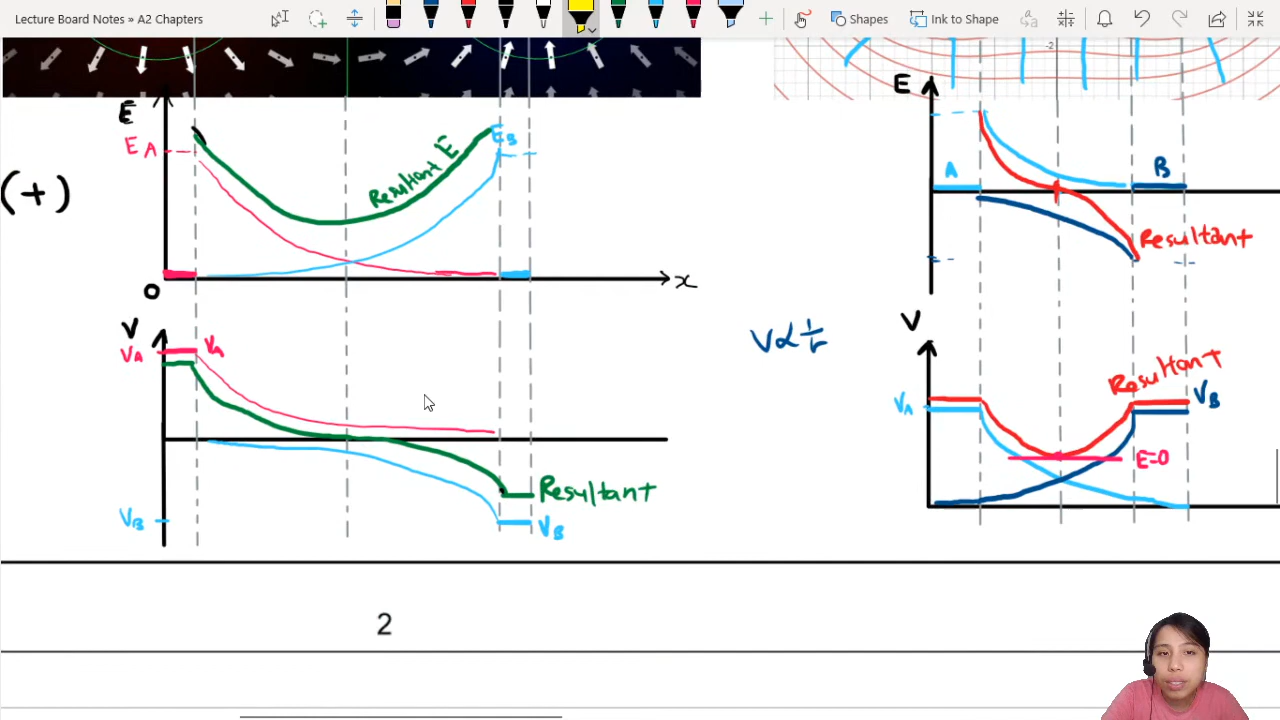 Lecture Board Notes » A2 Chapters
Shapes
Ink to Shape
-2
E
E
EA
EB
Resultant E
(+)
A
B
Resultant
0
x
V
VA
VA
V
V∝1/r
Resultant
VA
VB
E=0
Resultant
VB
VB
2